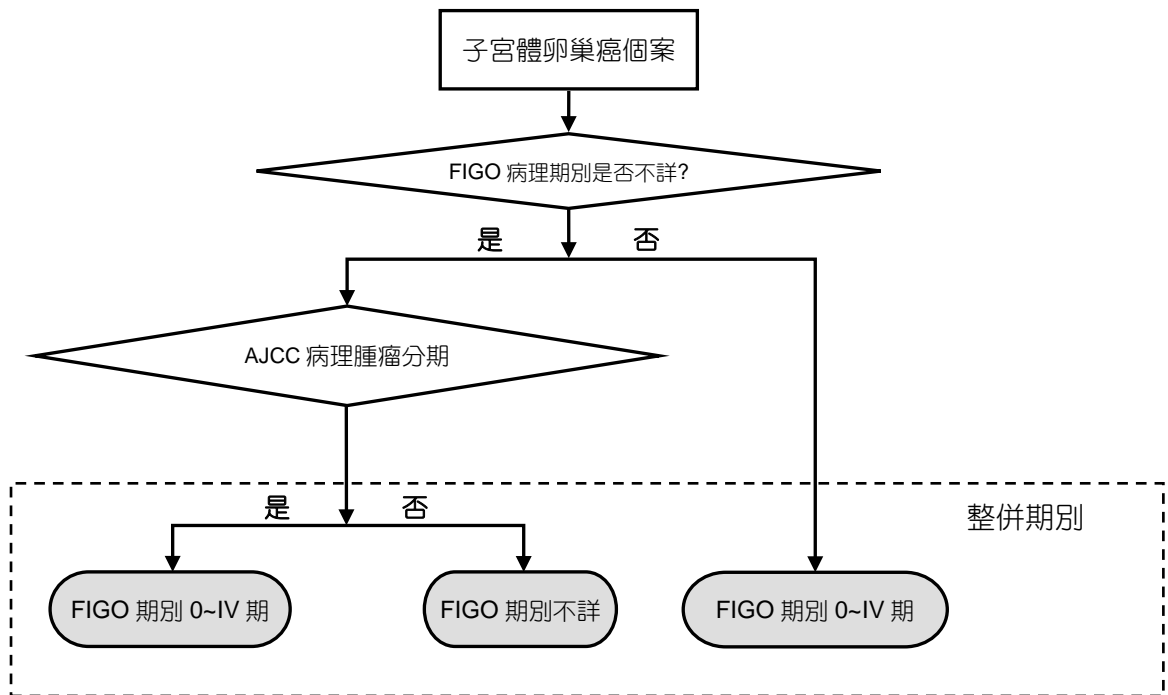 子宮體卵巢癌個案
FIGO 病理期別是否不詳?
是 否
AJCC 病理腫瘤分期
是 否
整併期別
FIGO 期別 0~IV 期
FIGO 期別不詳
FIGO 期別 0~IV 期